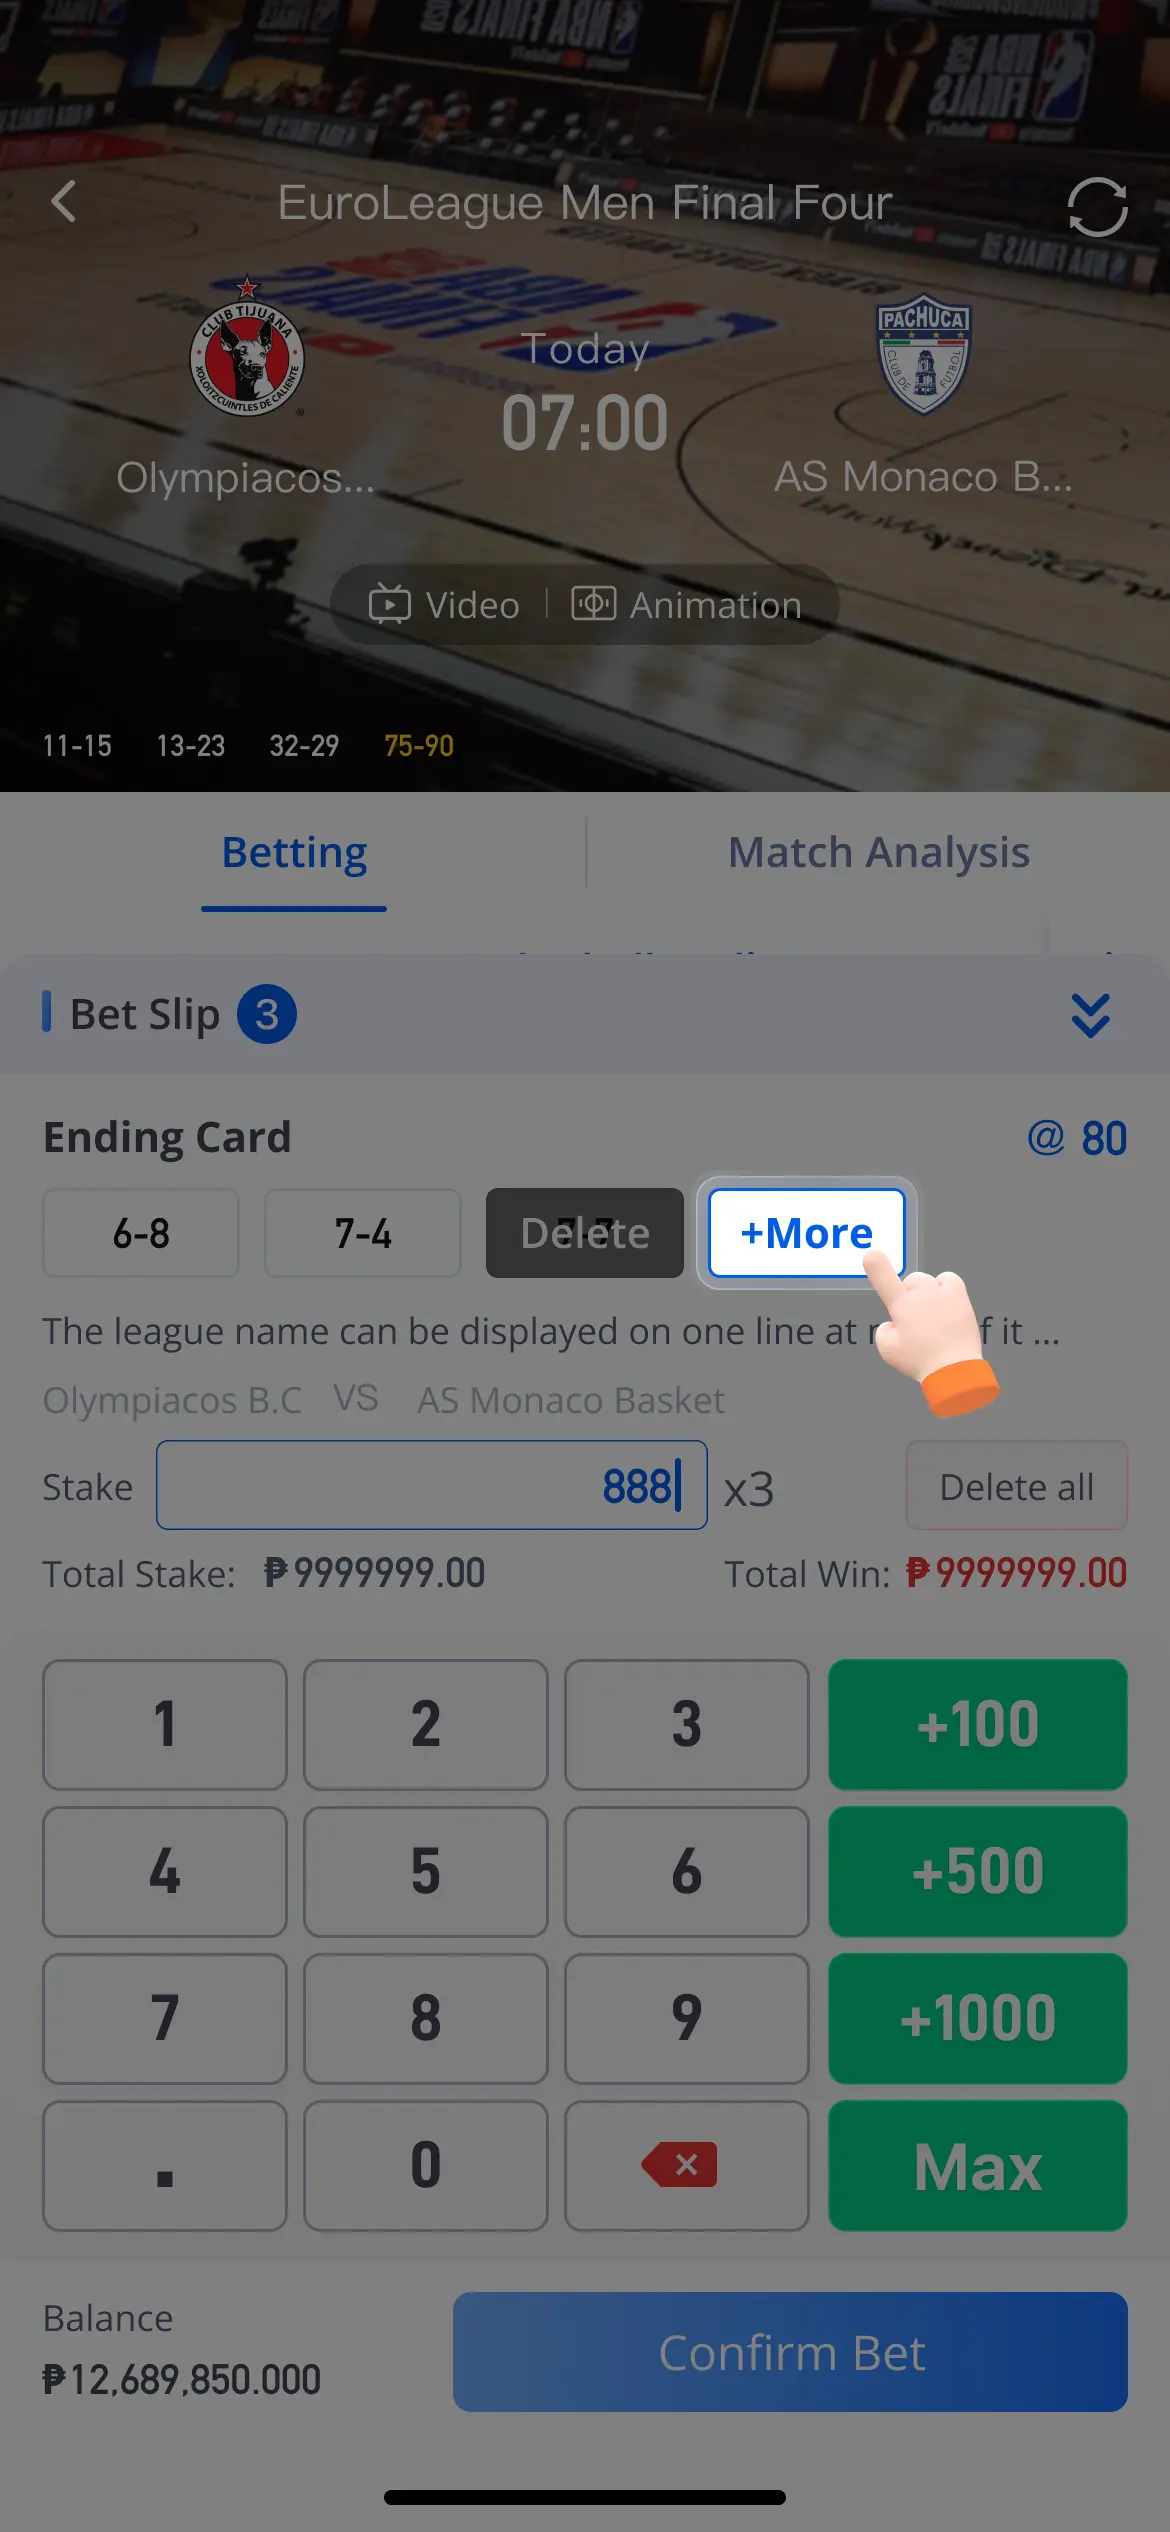 NBA FINALS
NBA FINALS
EuroLeague Men Final Four
CLUB TIJUANA
XOLOITZCUINTLES DE CALIENTE
PACHUCA
CLUB DE FUTBOL
Today
07:00
Olympiacos...
AS Monaco B...
Video
Animation
11-15 13-23 32-29 75-90
Betting
Match Analysis
Bet Slip 3
Ending Card
@ 80
6-8
7-4
Delete
+More
The league name can be displayed on one line at it ...
Olympiacos B.C VS AS Monaco Basket
Stake
888
x3
Delete all
Total Stake: ₱9999999.00
Total Win: ₱9999999.00
1 2 3 +100
4 5 6 +500
7 8 9 +1000
. 0 Max
Balance
₱12,689,850.000
Confirm Bet